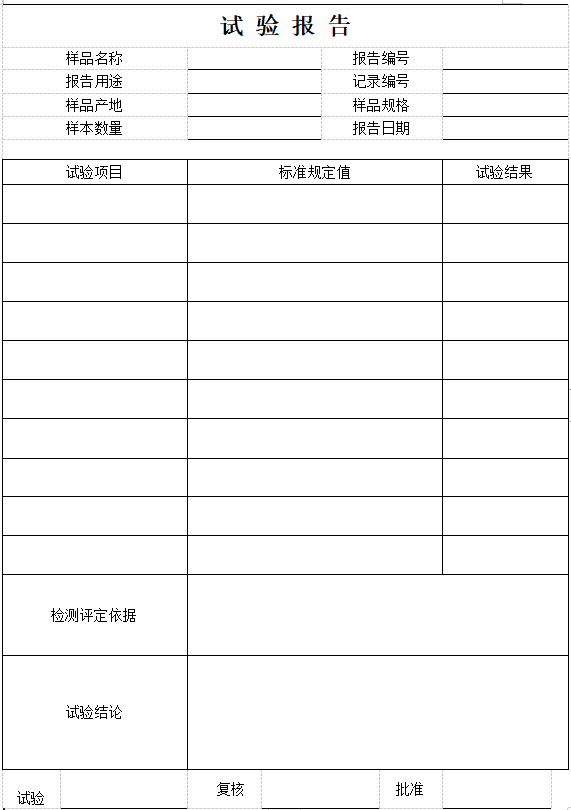 试 验 报 告
样品名称 报告编号
报告用途 记录编号
样品产地 样品规格
样本数量 报告日期
试验项目 标准规定值 试验结果
检测评定依据
试验结论
试验 复核 批准